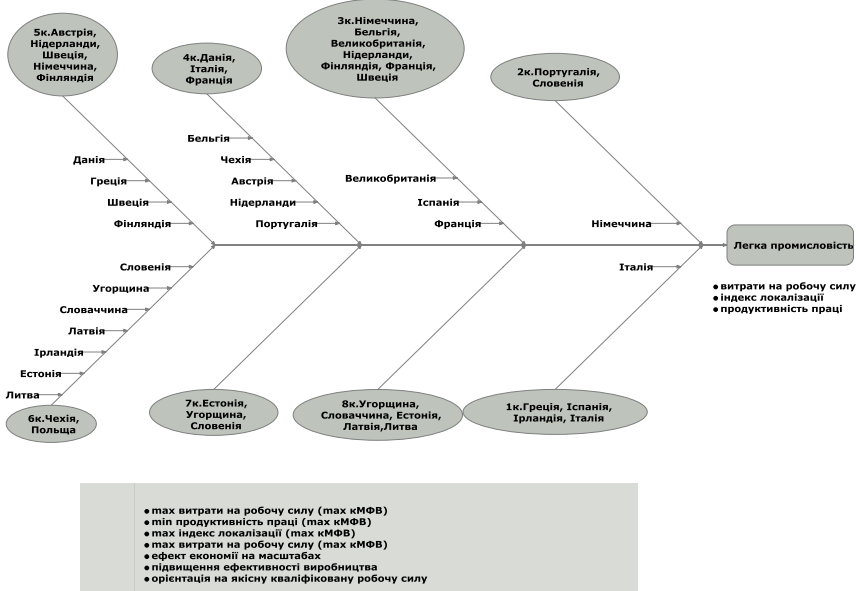 5к.Австрія,
Нідерланди,
Швеція,
Німеччина,
Фінляндія
4к.Данія,
Італія,
Франція
3к.Німеччина,
Бельгія,
Великобританія,
Нідерланди,
Фінляндія, Франція,
Швеція
2к.Португалія,
Словенія
Данія
Греція
Швеція
Фінляндія
Бельгія
Чехія
Австрія
Нідерланди
Португалія
Великобританія
Іспанія
Франція
Німеччина
Легка промисловість
Словенія
Угорщина
Словаччина
Латвія
Ірландія
Естонія
Литва
Італія
●витрати на робочу силу
●індекс локалізації
●продуктивність праці
6к.Чехія,
Польща
7к.Естонія,
Угорщина,
Словенія
8к.Угорщина,
Словаччина, Естонія,
Латвія,Литва
1к.Греція, Іспанія,
Ірландія, Італія
●max витрати на робочу силу (max кМФВ)
●min продуктивність праці (max кМФВ)
●max індекс локалізації (max кМФВ)
●max витрати на робочу силу (max кМФВ)
●ефект економії на масштабах
●підвищення ефективності виробництва
●орієнтація на якісну кваліфіковану робочу силу